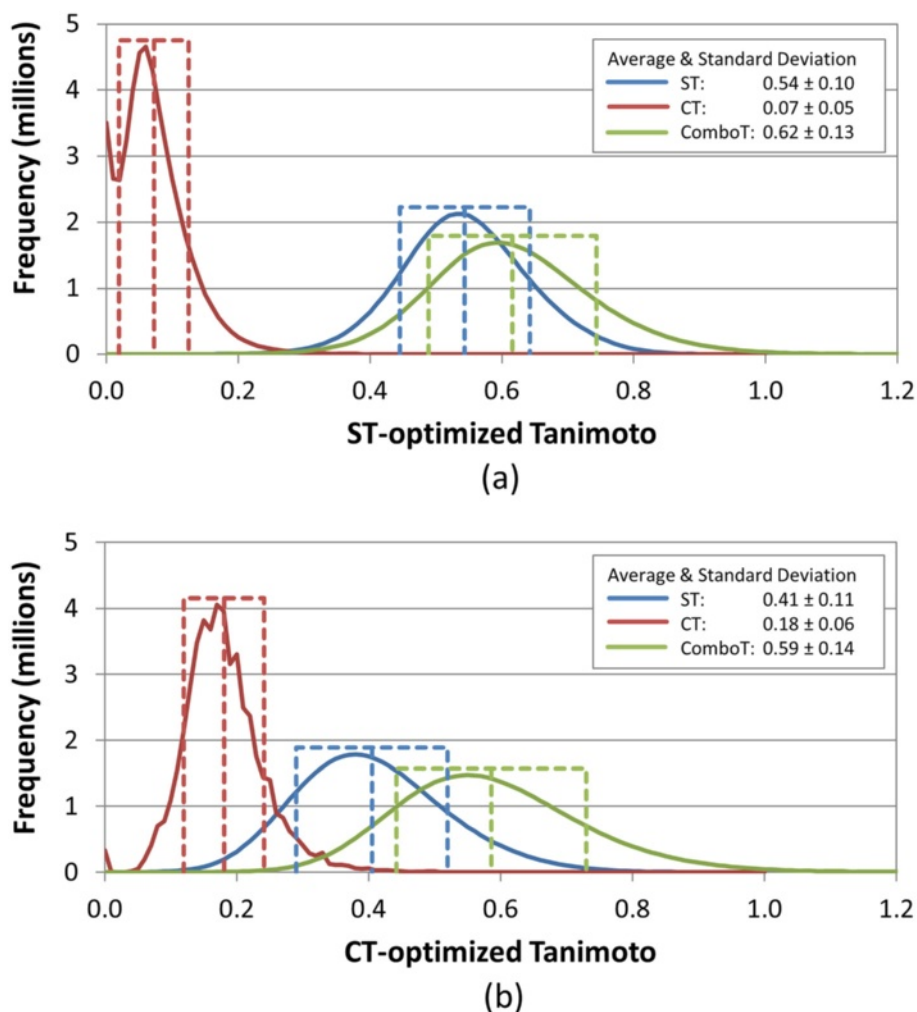 5
4
3
2
1
0
Frequency (millions)
Average & Standard Deviation
ST: 0.54 ± 0.10
CT: 0.07 ± 0.05
ComboT: 0.62 ± 0.13
0.0 0.2 0.4 0.6 0.8 1.0 1.2
ST-optimized Tanimoto
(a)
5
4
3
2
1
0
Frequency (millions)
Average & Standard Deviation
ST: 0.41 ± 0.11
CT: 0.18 ± 0.06
ComboT: 0.59 ± 0.14
0.0 0.2 0.4 0.6 0.8 1.0 1.2
CT-optimized Tanimoto
(b)